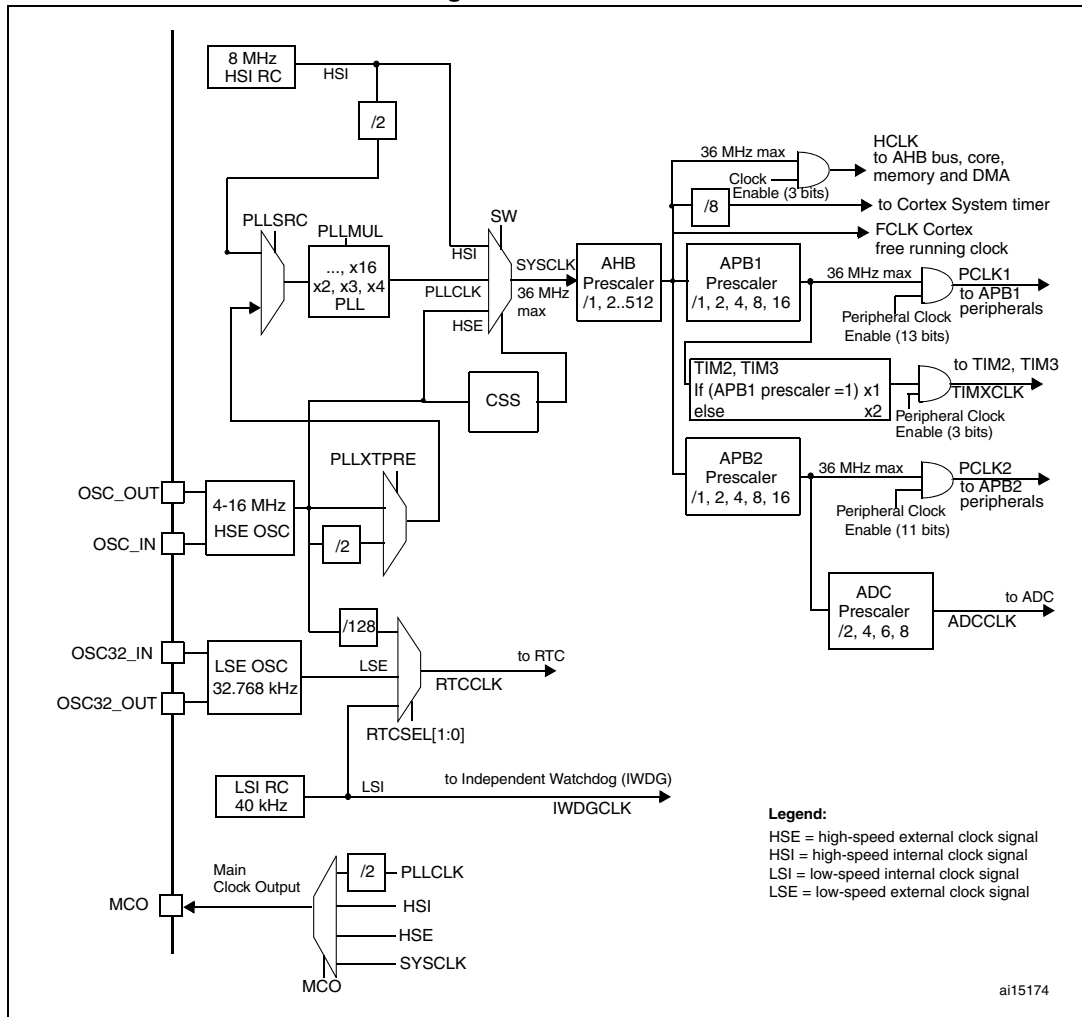 8 MHz
HSI RC
HSI
/2
36 MHz max
HCLK
to AHB bus, core,
memory and DMA
Clock
Enable (3 bits)
/8
to Cortex System timer
FCLK Cortex
free running clock
PLLSRC
PLLMUL
..., x16
x2, x3, x4
PLL
SW
HSI
PLLCLK
HSE
SYSCLK
36 MHz
max
AHB
Prescaler
/1, 2..512
APB1
Prescaler
/1, 2, 4, 8, 16
36 MHz max
PCLK1
to APB1
peripherals
Peripheral Clock
Enable (13 bits)
TIM2, TIM3
If (APB1 prescaler =1) x1
else x2
to TIM2, TIM3
TIMXCLK
Peripheral Clock
Enable (3 bits)
CSS
PLLXTPRE
APB2
Prescaler
/1, 2, 4, 8, 16
36 MHz max
PCLK2
to APB2
peripherals
Peripheral Clock
Enable (11 bits)
OSC_OUT
OSC_IN
4-16 MHz
HSE OSC
/2
ADC
Prescaler
/2, 4, 6, 8
to ADC
ADCCLK
/128
OSC32_IN
OSC32_OUT
LSE OSC
32.768 kHz
LSE
to RTC
RTCCLK
RTCSEL[1:0]
LSI RC
40 kHz
LSI
to Independent Watchdog (IWDG)
IWDGCLK
Legend:
HSE = high-speed external clock signal
HSI = high-speed internal clock signal
LSI = low-speed internal clock signal
LSE = low-speed external clock signal
Main
Clock Output
MCO
/2
PLLCLK
HSI
HSE
SYSCLK
MCO
ai15174